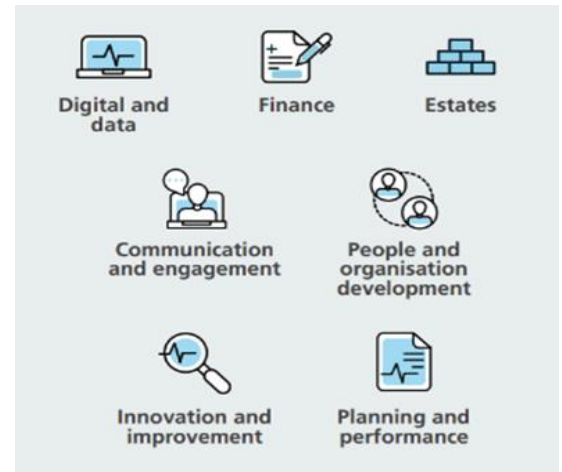 Digital and
data
Finance
Estates
Communication
and engagement
People and
organisation
development
Innovation and
improvement
Planning and
performance